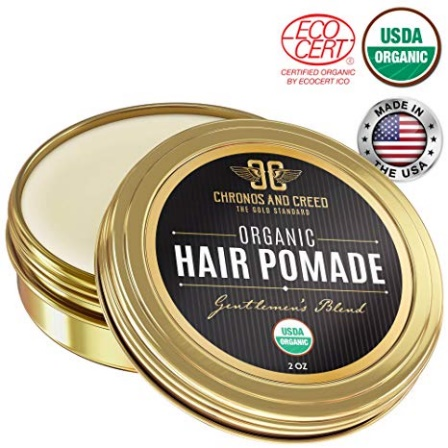 ECO
CERT
CERTIFIED ORGANIC
BY ECOCERT ICO
USDA
ORGANIC
MADE IN
THE USA
CHRONOS AND CREED
THE GOLD STANDARD
ORGANIC
HAIR POMADE
Gentlemen's Blend
USDA
ORGANIC
2 OZ